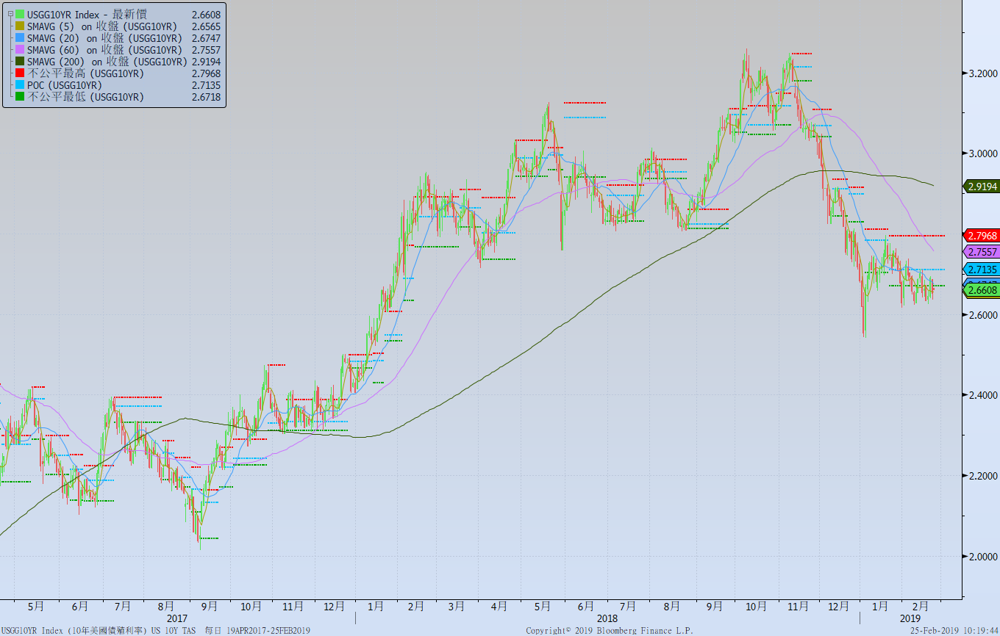 USGG10YR Index - 最新價 2.6608
SMAVG (5) on 收盤 (USGG10YR) 2.6565
SMAVG (20) on 收盤 (USGG10YR) 2.6747
SMAVG (60) on 收盤 (USGG10YR) 2.7557
SMAVG (200) on 收盤 (USGG10YR) 2.9194
不公平最高 (USGG10YR) 2.7968
POC (USGG10YR) 2.7135
不公平最低 (USGG10YR) 2.6718
3.2000
3.0000
2.9194
2.7968
2.7557
2.7135
2.6608
2.6000
2.4000
2.2000
2.0000
5月 6月 7月 8月 9月 10月 11月 12月 1月 2月 3月 4月 5月 6月 7月 8月 9月 10月 11月 12月 1月 2月
2017 2018 2019
USGG10YR Index (10年美國債殖利率) US 10Y TAS 每日 19APR2017-25FEB2019 Copyright© 2019 Bloomberg Finance L.P. 25-Feb-2019 10:19:44